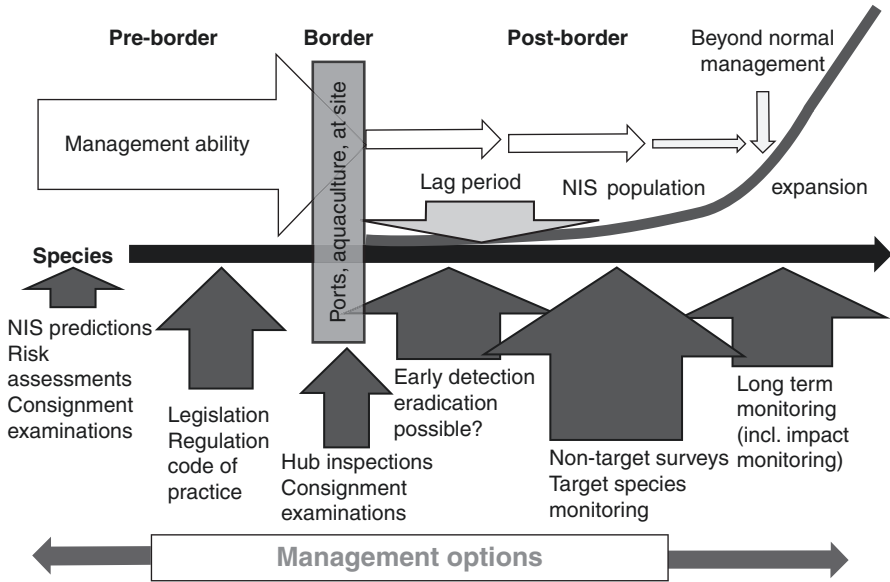 Pre-border
Border
Post-border
Beyond normal
management
Management ability
Ports, aquaculture, at site
Lag period
NIS population
expansion
Species
NIS predictions
Risk
assessments
Consignment
examinations
Legislation
Regulation
code of
practice
Hub inspections
Consignment
examinations
Early detection
eradication
possible?
Non-target surveys
Target species
monitoring
Long term
monitoring
(incl. impact
monitoring)
Management options